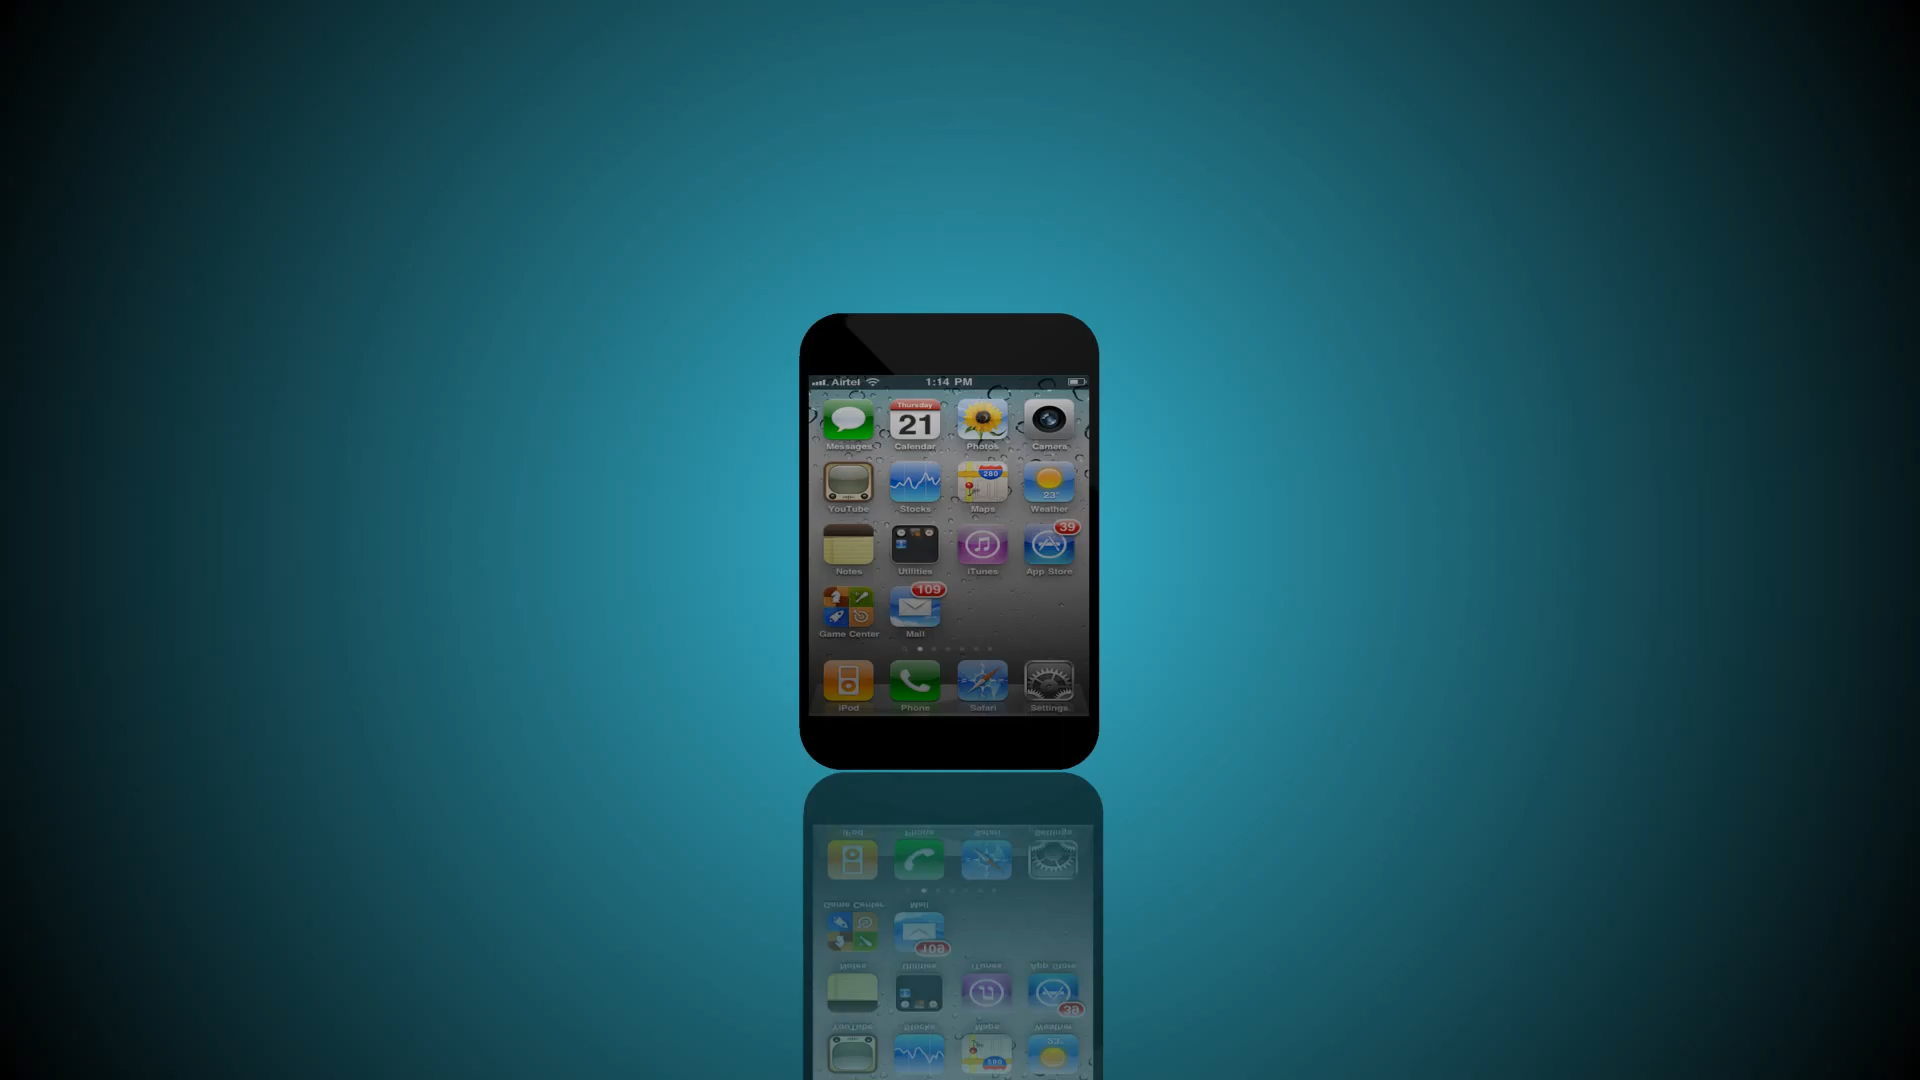 Airtel 1:14 PM
Thursday
21
Messages Calendar Photos Camera
280
23°
YouTube Stocks Maps Weather
39
Notes Utilities iTunes App Store
109
Game Center Mail
iPod Phone Safari Settings